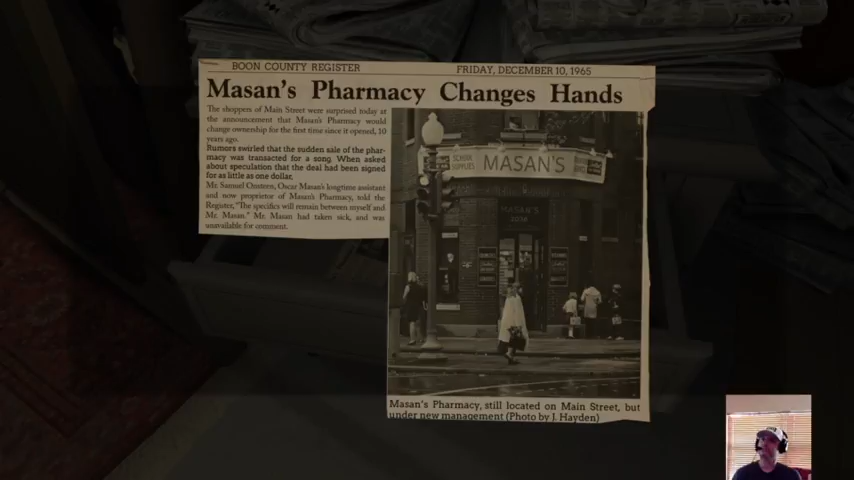 BOON COUNTY REGISTER
FRIDAY, DECEMBER 10, 1965
Masan's Pharmacy Changes Hands
The shoppers of Main Street were surprised today at
the announcement that Masan's Pharmacy would
change ownership for the first time since it opened, 10
years ago.
Rumors swirled that the sudden sale of the phar-
macy was transacted for a song. When asked
about speculation that the deal had been signed
for as little as one dollar,
Mr. Samuel Onsteen, Oscar Masan's longtime assistant
and now proprietor of Masan's Pharmacy, told the
Register, "The specifics will remain between myself and
Mr. Masan." Mr. Masan had taken sick, and was
unavailable for comment.
SCHOOL
SUPPLIES
MASAN'S
MASAN'S
Masan's Pharmacy, still located on Main Street, but
under new management (Photo by J. Hayden)